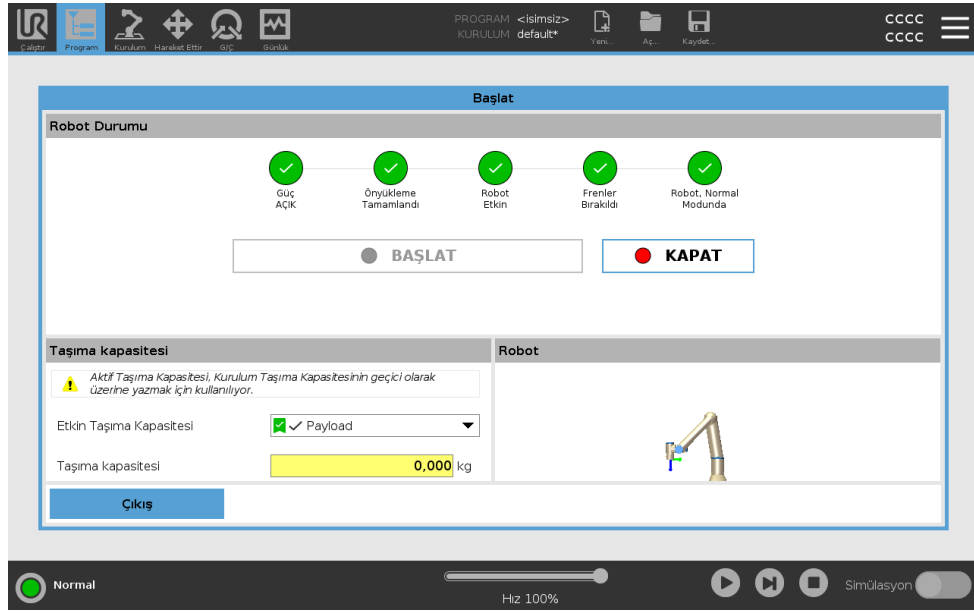 UR
PROGRAM <isimsiz>
KURULUM default*
CCCC
CCCC
Çalıştır
Program
Kurulum
Hareket Ettir
G/Ç
Günlük
Yeni...
Aç...
Kaydet...
Başlat
Robot Durumu
Güç
AÇIK
Önyükleme
Tamamlandı
Robot
Etkin
Frenler
Bırakıldı
Robot, Normal
Modunda
BAŞLAT
KAPAT
Taşıma kapasitesi
Aktif Taşıma Kapasitesi, Kurulum Taşıma Kapasitesinin geçici olarak
üzerine yazmak için kullanılıyor.
Etkin Taşıma Kapasitesi
Payload
Taşıma kapasitesi
0,000 kg
Robot
Çıkış
Normal
Hız 100%
Simülasyon